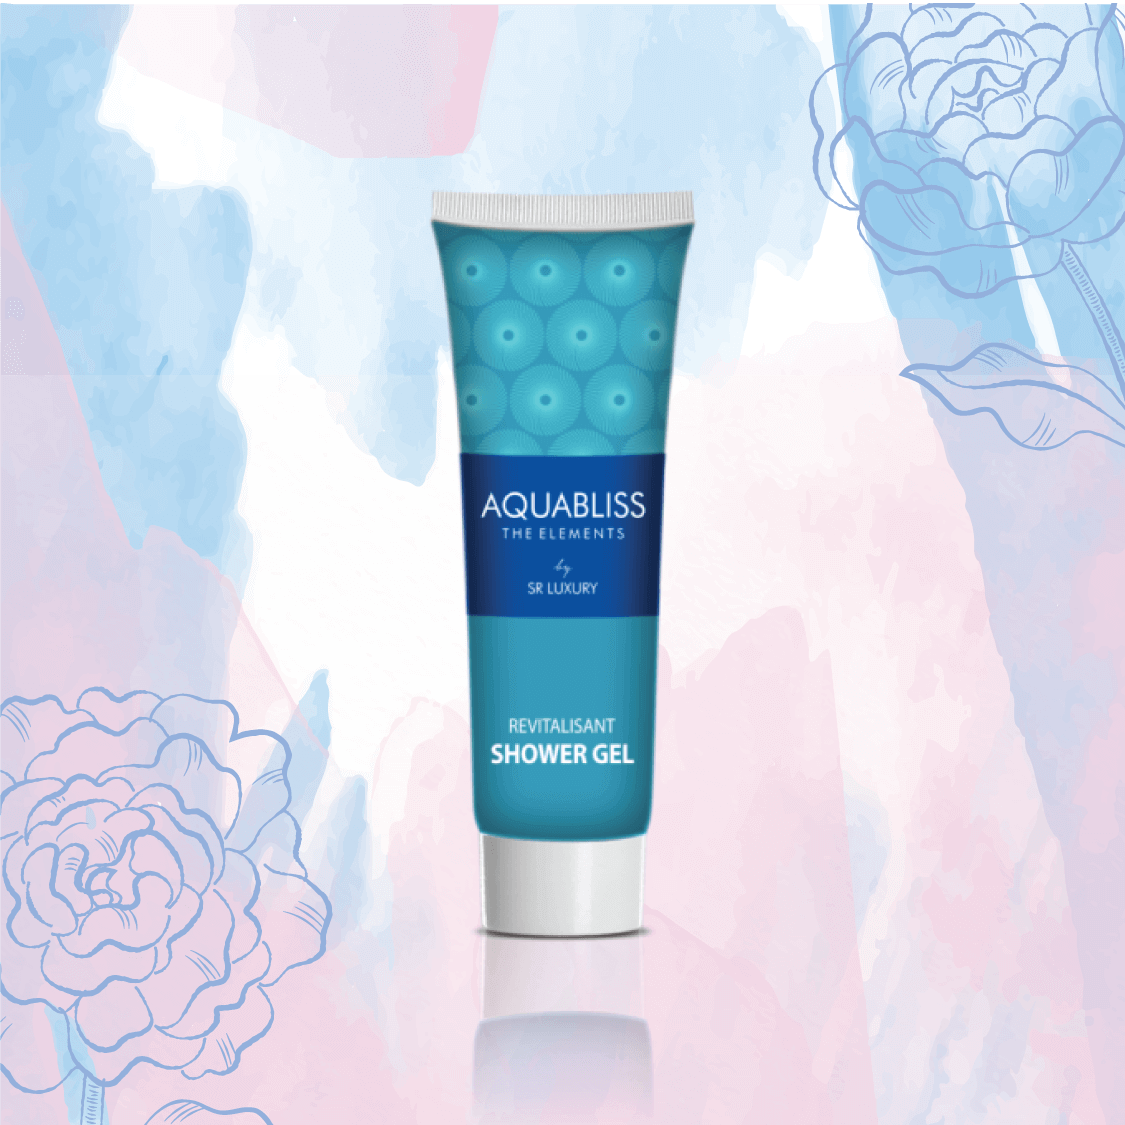 AQUABLISS
THE ELEMENTS
by
SR LUXURY
REVITALISANT
SHOWER GEL